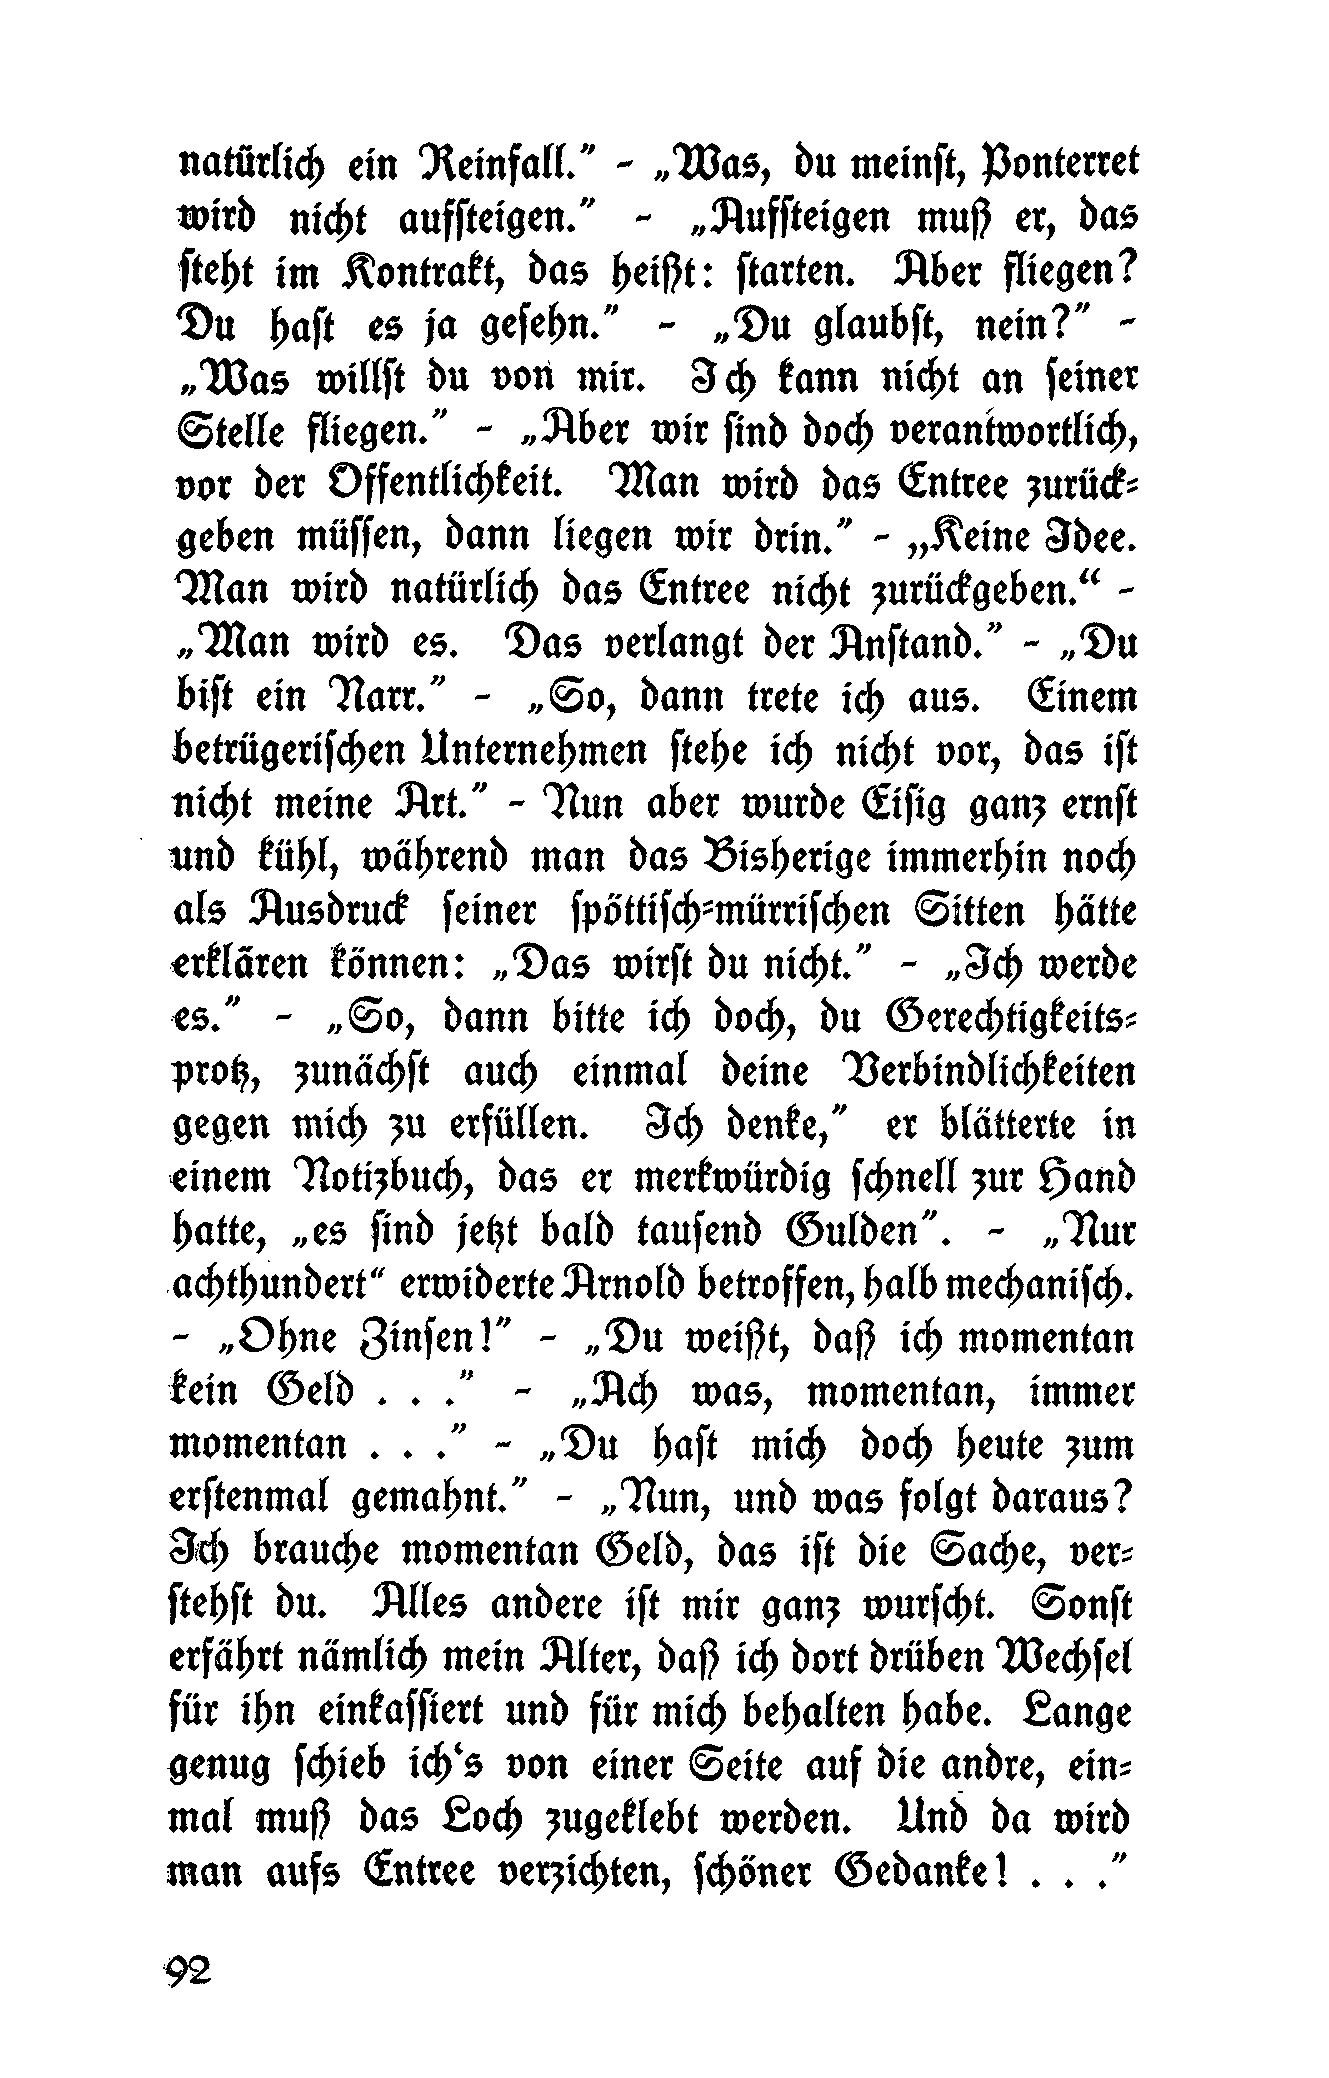 natürlich ein Reinfall.” – „Was, du meinst, Ponterret
wird nicht aufsteigen.” – „Aufsteigen muß er, das
steht im Kontrakt, das heißt: starten. Aber fliegen?
Du hast es ja gesehn.” – „Du glaubst, nein?” –
„Was willst du von mir. Ich kann nicht an seiner
Stelle fliegen.” – „Aber wir sind doch verantwortlich,
vor der Offentlichkeit. Man wird das Entree zurück-
geben müssen, dann liegen wir drin.” – „Keine Idee.
Man wird natürlich das Entree nicht zurückgeben.“ –
„Man wird es. Das verlangt der Anstand.” – „Du
bist ein Narr.” – „So, dann trete ich aus. Einem
betrügerischen Unternehmen stehe ich nicht vor, das ist
nicht meine Art.” – Nun aber wurde Eisig ganz ernst
und kühl, während man das Bisherige immerhin noch
als Ausdruck seiner spöttisch-mürrischen Sitten hätte
erklären können: „Das wirst du nicht.” – „Ich werde
es.” – „So, dann bitte ich doch, du Gerechtigkeits-
protz, zunächst auch einmal deine Verbindlichkeiten
gegen mich zu erfüllen. Ich denke,” er blätterte in
einem Notizbuch, das er merkwürdig schnell zur Hand
hatte, „es sind jetzt bald tausend Gulden”. – „Nur
achthundert“ erwiderte Arnold betroffen, halb mechanisch.
– „Ohne Zinsen!” – „Du weißt, daß ich momentan
kein Geld . . .” – „Ach was, momentan, immer
momentan . . .” – „Du hast mich doch heute zum
erstenmal gemahnt.” – „Nun, und was folgt daraus?
Ich brauche momentan Geld, das ist die Sache, ver-
stehst du. Alles andere ist mir ganz wurscht. Sonst
erfährt nämlich mein Alter, daß ich dort drüben Wechsel
für ihn einkassiert und für mich behalten habe. Lange
genug schieb ich‘s von einer Seite auf die andre, ein-
mal muß das Loch zugeklebt werden. Und da wird
man aufs Entree verzichten, schöner Gedanke! . . .”
92